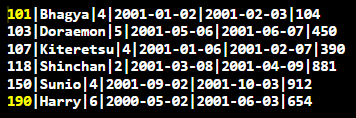 101|Bhagya|4|2001-01-02|2001-02-03|104
103|Doraemon|5|2001-05-06|2001-06-07|450
107|Kiteretsu|4|2001-01-06|2001-02-07|390
118|Shinchan|2|2001-03-08|2001-04-09|881
150|Sunio|4|2001-09-02|2001-10-03|912
190|Harry|6|2000-05-02|2001-06-03|654